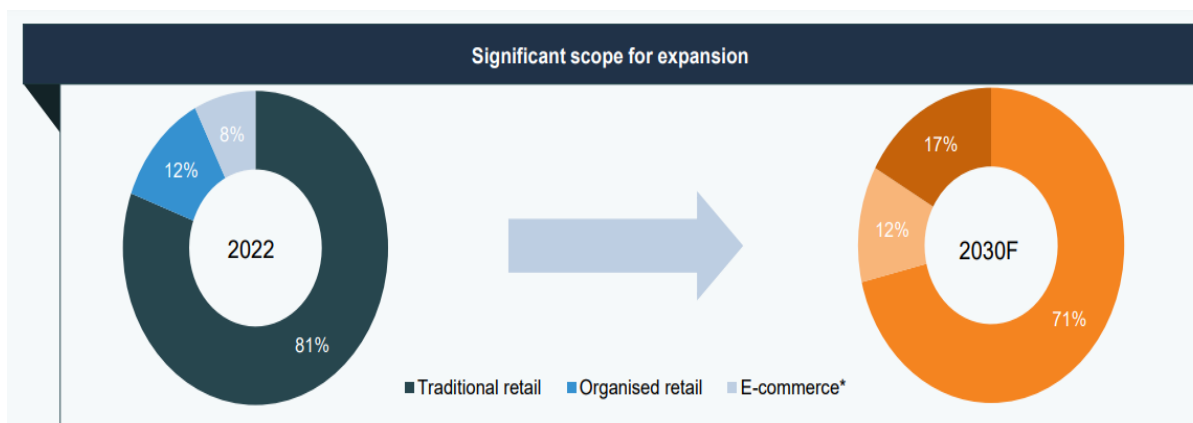 Significant scope for expansion
8%
12%
2022
81%
17%
12%
2030F
71%
Traditional retail
Organised retail
E-commerce*